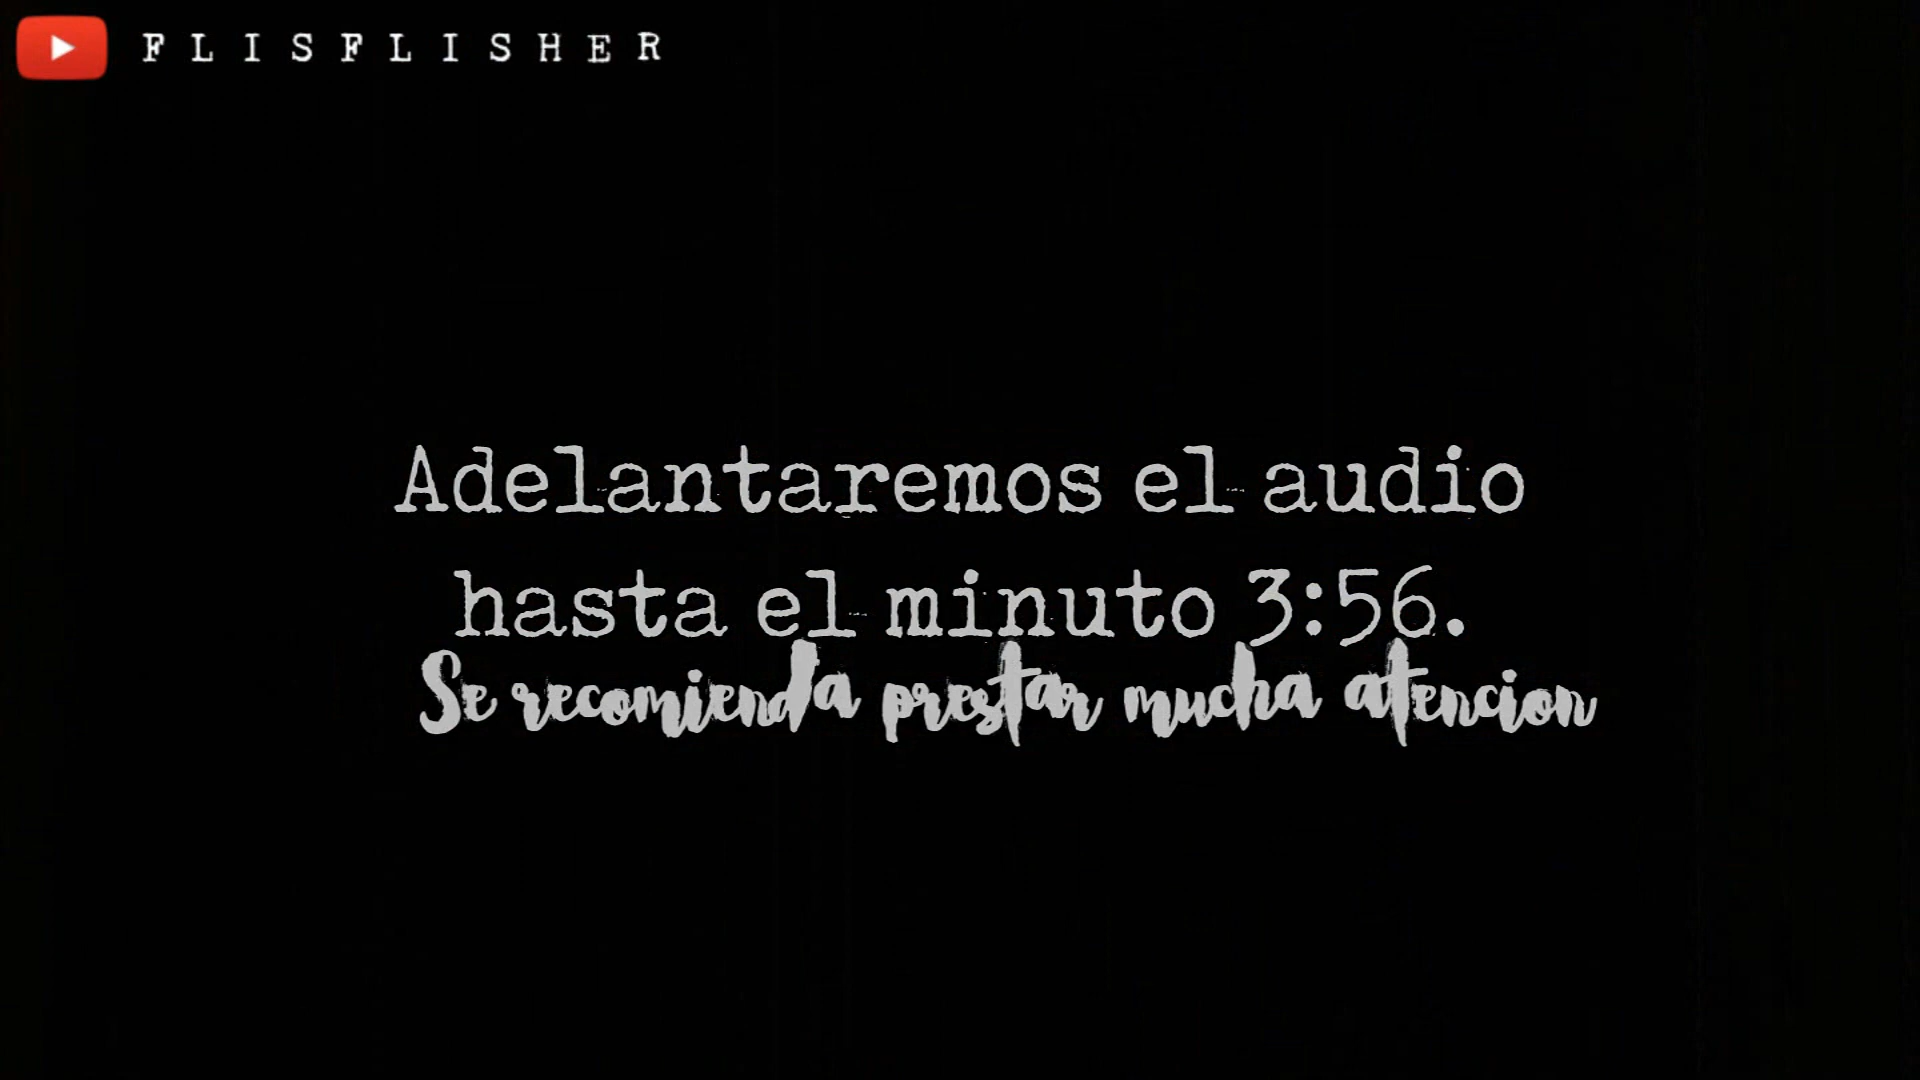 FLISFLISHER
Adelantaremos el audio
hasta el minuto 3:56.
Se recomienda prestar mucha atencion